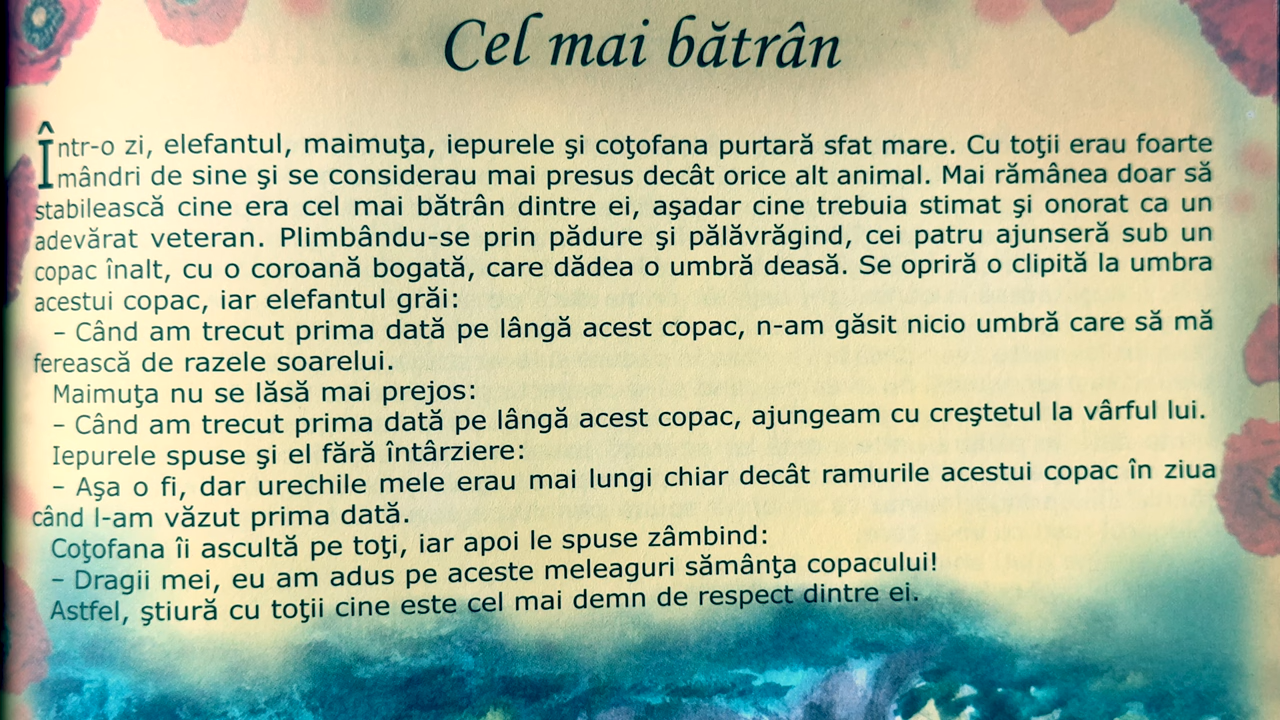 Cel mai bătrân
Într-o zi, elefantul, maimuţa, iepurele şi coţofana purtară sfat mare. Cu toţii erau foarte
mândri de sine şi se considerau mai presus decât orice alt animal. Mai rămânea doar să
stabilească cine era cel mai bătrân dintre ei, aşadar cine trebuia stimat şi onorat ca un
adevărat veteran. Plimbându-se prin pădure şi pălăvrăgind, cei patru ajunseră sub un
copac înalt, cu o coroană bogată, care dădea o umbră deasă. Se opriră o clipită la umbra
acestui copac, iar elefantul grăi:
– Când am trecut prima dată pe lângă acest copac, n-am găsit nicio umbră care să mă
ferească de razele soarelui.
Maimuţa nu se lăsă mai prejos:
– Când am trecut prima dată pe lângă acest copac, ajungeam cu creştetul la vârful lui.
Iepurele spuse şi el fără întârziere:
– Aşa o fi, dar urechile mele erau mai lungi chiar decât ramurile acestui copac în ziua
când l-am văzut prima dată.
Coţofana îi ascultă pe toţi, iar apoi le spuse zâmbind:
– Dragii mei, eu am adus pe aceste meleaguri sămânţa copacului!
Astfel, ştiură cu toţii cine este cel mai demn de respect dintre ei.